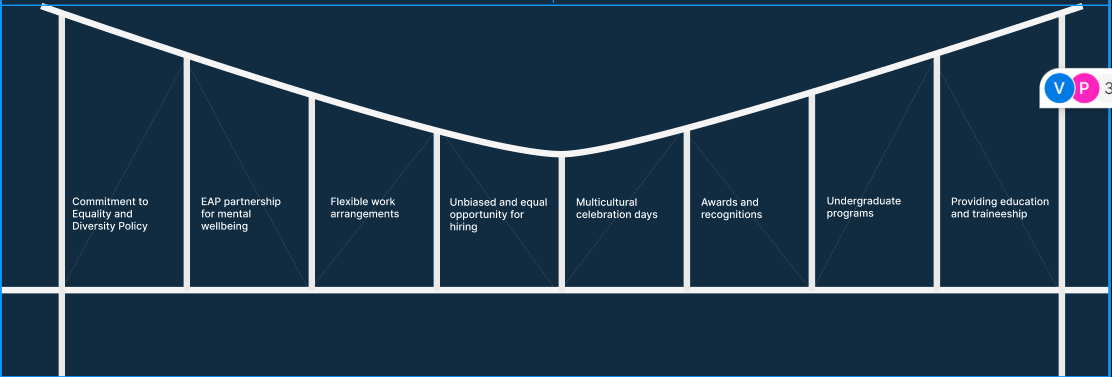 Commitment to
Equality and
Diversity Policy
EAP partnership
for mental
wellbeing
Flexible work
arrangements
Unbiased and equal
opportunity for
hiring
Multicultural
celebration days
Awards and
recognitions
Undergraduate
programs
Providing education
and traineeship
V
P
3